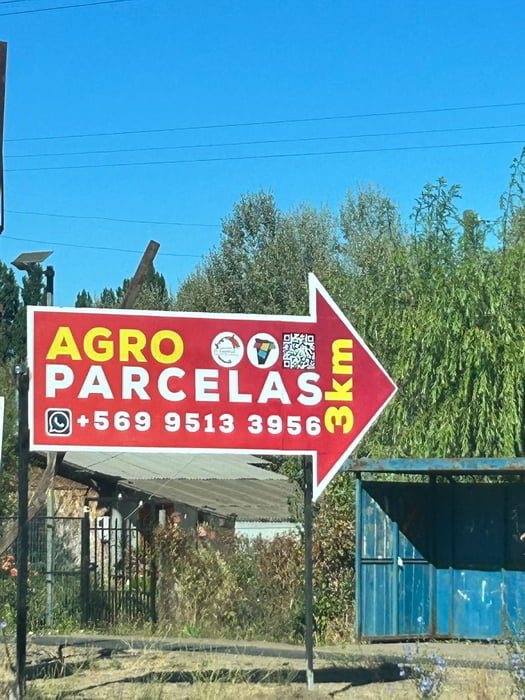 AGRO
PARCELAS
+569 9513 3956
3km